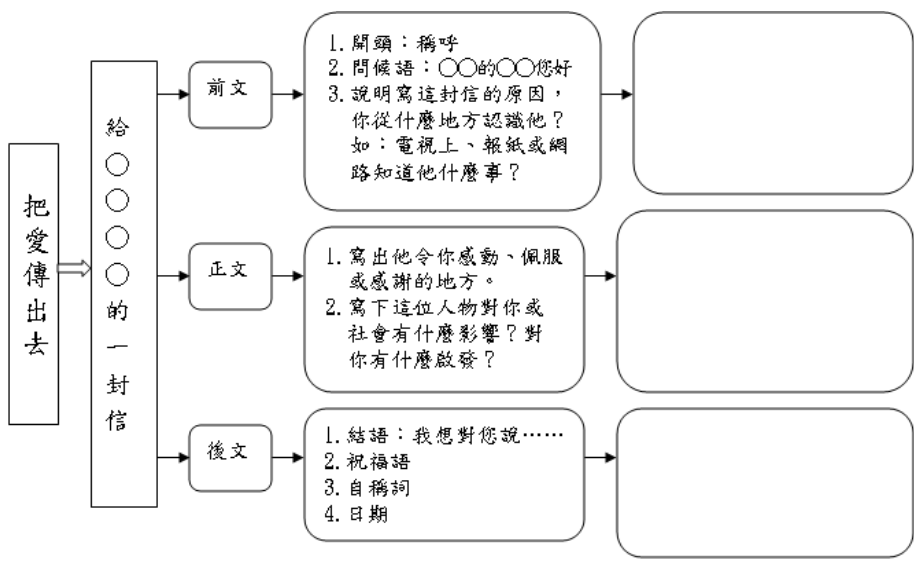 把愛傳出去
給○○○○的一封信
前文
1. 開頭：稱呼
2. 問候語：○○的○○您好
3. 說明寫這封信的原因，
你從什麼地方認識他？
如：電視上、報紙或網
路知道他什麼事？
正文
1. 寫出他令你感動、佩服
或感謝的地方。
2. 寫下這位人物對你或
社會有什麼影響？對
你有什麼啟發？
後文
1. 結語：我想對您說……
2. 祝福語
3. 自稱詞
4. 日期